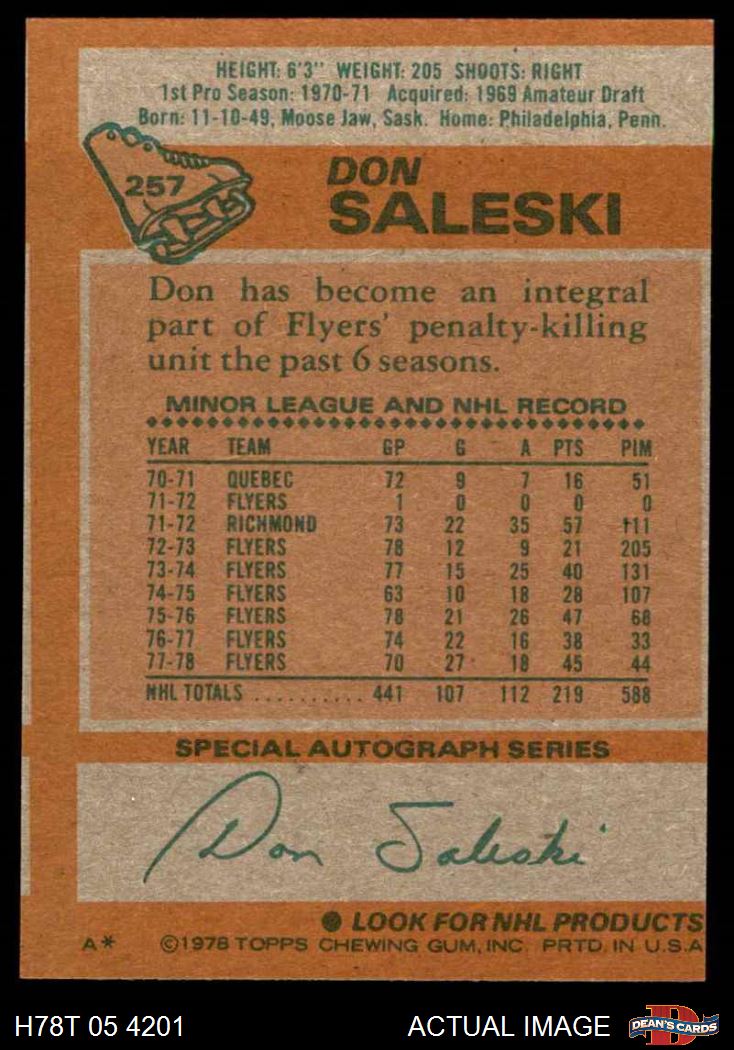 HEIGHT: 6'3" WEIGHT: 205 SHOOTS: RIGHT
1st Pro Season: 1970-71 Acquired: 1969 Amateur Draft
Born: 11-10-49, Moose Jaw, Sask. Home: Philadelphia, Penn.
257
DON
SALESKI
Don has become an integral
part of Flyers' penalty-killing
unit the past 6 seasons.
MINOR LEAGUE AND NHL RECORD
YEAR TEAM GP G A PTS PIM
70-71 QUEBEC 72 9 7 16 51
71-72 FLYERS 1 0 0 0 0
71-72 RICHMOND 73 22 35 57 111
72-73 FLYERS 78 12 9 21 205
73-74 FLYERS 77 15 25 40 131
74-75 FLYERS 63 10 18 28 107
75-76 FLYERS 78 21 26 47 68
76-77 FLYERS 74 22 16 38 33
77-78 FLYERS 70 27 18 45 44
NHL TOTALS ........... 441 107 112 219 588
SPECIAL AUTOGRAPH SERIES
Don Saleski
● LOOK FOR NHL PRODUCTS
A* ©1978 TOPPS CHEWING GUM, INC. PRTD. IN U.S.A
H78T 05 4201 ACTUAL IMAGE D DEAN'S CARDS